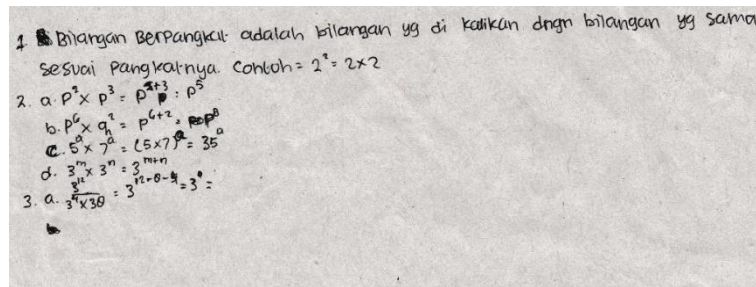 1 Bilangan Berpangkat adalah bilangan yg di kalikan dngn bilangan yg sama
sesuai pangkatnya. Contoh = 2² = 2×2
2. a. p² × p³ = p²⁺³ = p⁵
b. p⁶ × q² = p⁶⁺² = p⁸
c. 5ᵃ × 7ᵃ = (5×7)ᵃ = 35ᵃ
d. 3ᵐ × 3ⁿ = 3ᵐ⁺ⁿ
3. a. 3¹² / 3⁴×38 = 3¹²⁻⁸⁻⁴ = 3⁰ =